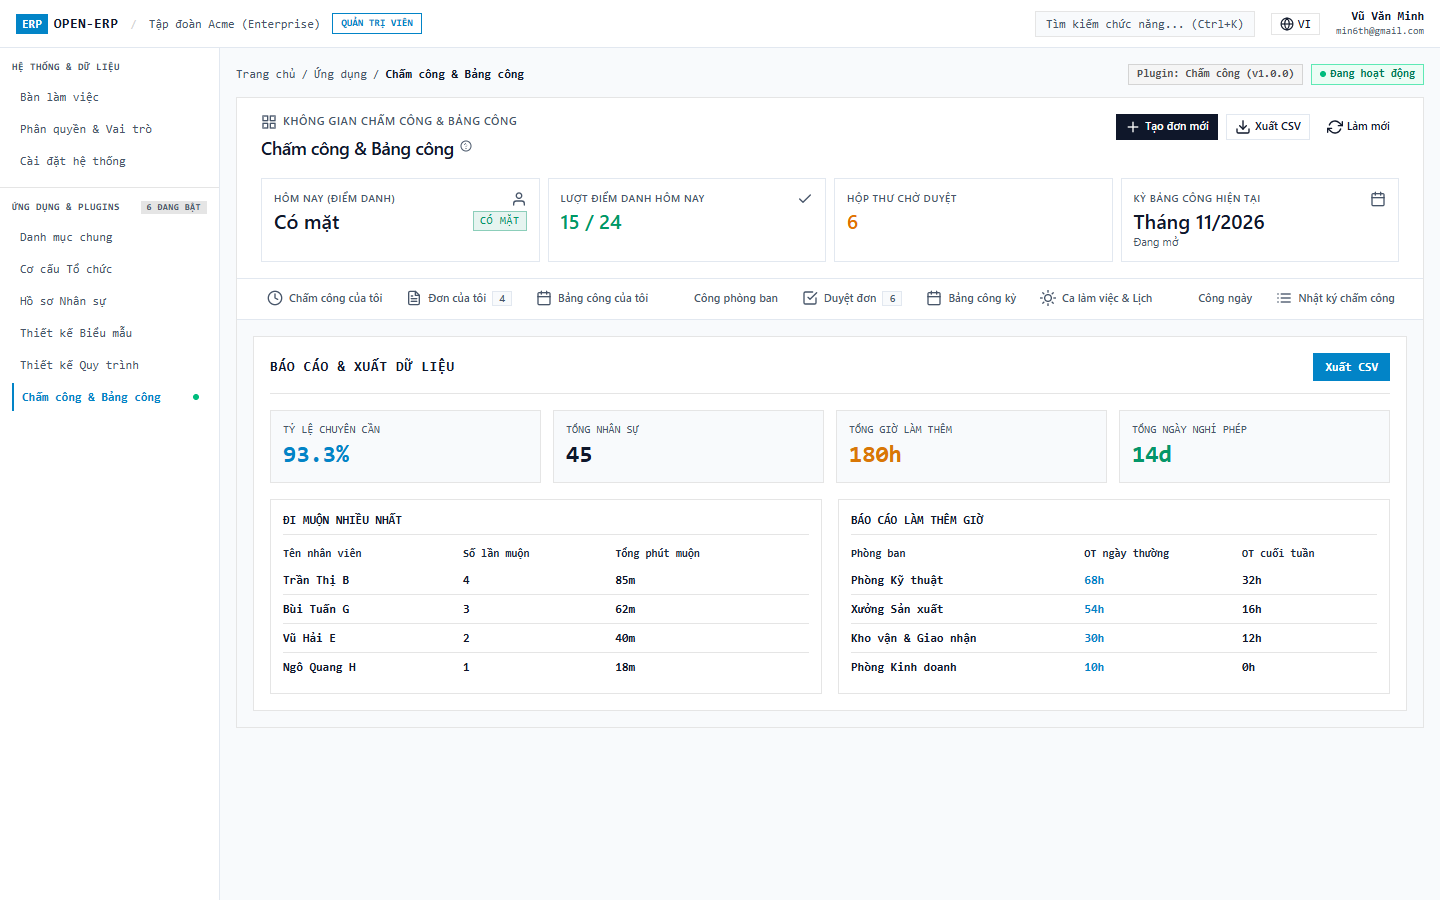 ERP OPEN-ERP / Tập đoàn Acme (Enterprise) QUẢN TRỊ VIÊN
Tìm kiếm chức năng... (Ctrl+K)
VI
Vũ Văn Minh
min6th@gmail.com
HỆ THỐNG & DỮ LIỆU
Bàn làm việc
Phân quyền & Vai trò
Cài đặt hệ thống
ỨNG DỤNG & PLUGINS 6 ĐANG BẬT
Danh mục chung
Cơ cấu Tổ chức
Hồ sơ Nhân sự
Thiết kế Biểu mẫu
Thiết kế Quy trình
Chấm công & Bảng công
Trang chủ / Ứng dụng / Chấm công & Bảng công
Plugin: Chấm công (v1.0.0)
Đang hoạt động
KHÔNG GIAN CHẤM CÔNG & BẢNG CÔNG
Chấm công & Bảng công
Tạo đơn mới
Xuất CSV
Làm mới
HÔM NAY (ĐIỂM DANH)
Có mặt
CÓ MẶT
LƯỢT ĐIỂM DANH HÔM NAY
15 / 24
HỘP THƯ CHỜ DUYỆT
6
KỲ BẢNG CÔNG HIỆN TẠI
Tháng 11/2026
Đang mở
Chấm công của tôi
Đơn của tôi 4
Bảng công của tôi
Công phòng ban
Duyệt đơn 6
Bảng công kỳ
Ca làm việc & Lịch
Công ngày
Nhật ký chấm công
BÁO CÁO & XUẤT DỮ LIỆU
Xuất CSV
TỶ LỆ CHUYÊN CẦN
93.3%
TỔNG NHÂN SỰ
45
TỔNG GIỜ LÀM THÊM
180h
TỔNG NGÀY NGHỈ PHÉP
14d
ĐI MUỘN NHIỀU NHẤT
Tên nhân viên Số lần muộn Tổng phút muộn
Trần Thị B 4 85m
Bùi Tuấn G 3 62m
Vũ Hải E 2 40m
Ngô Quang H 1 18m
BÁO CÁO LÀM THÊM GIỜ
Phòng ban OT ngày thường OT cuối tuần
Phòng Kỹ thuật 68h 32h
Xưởng Sản xuất 54h 16h
Kho vận & Giao nhận 30h 12h
Phòng Kinh doanh 10h 0h